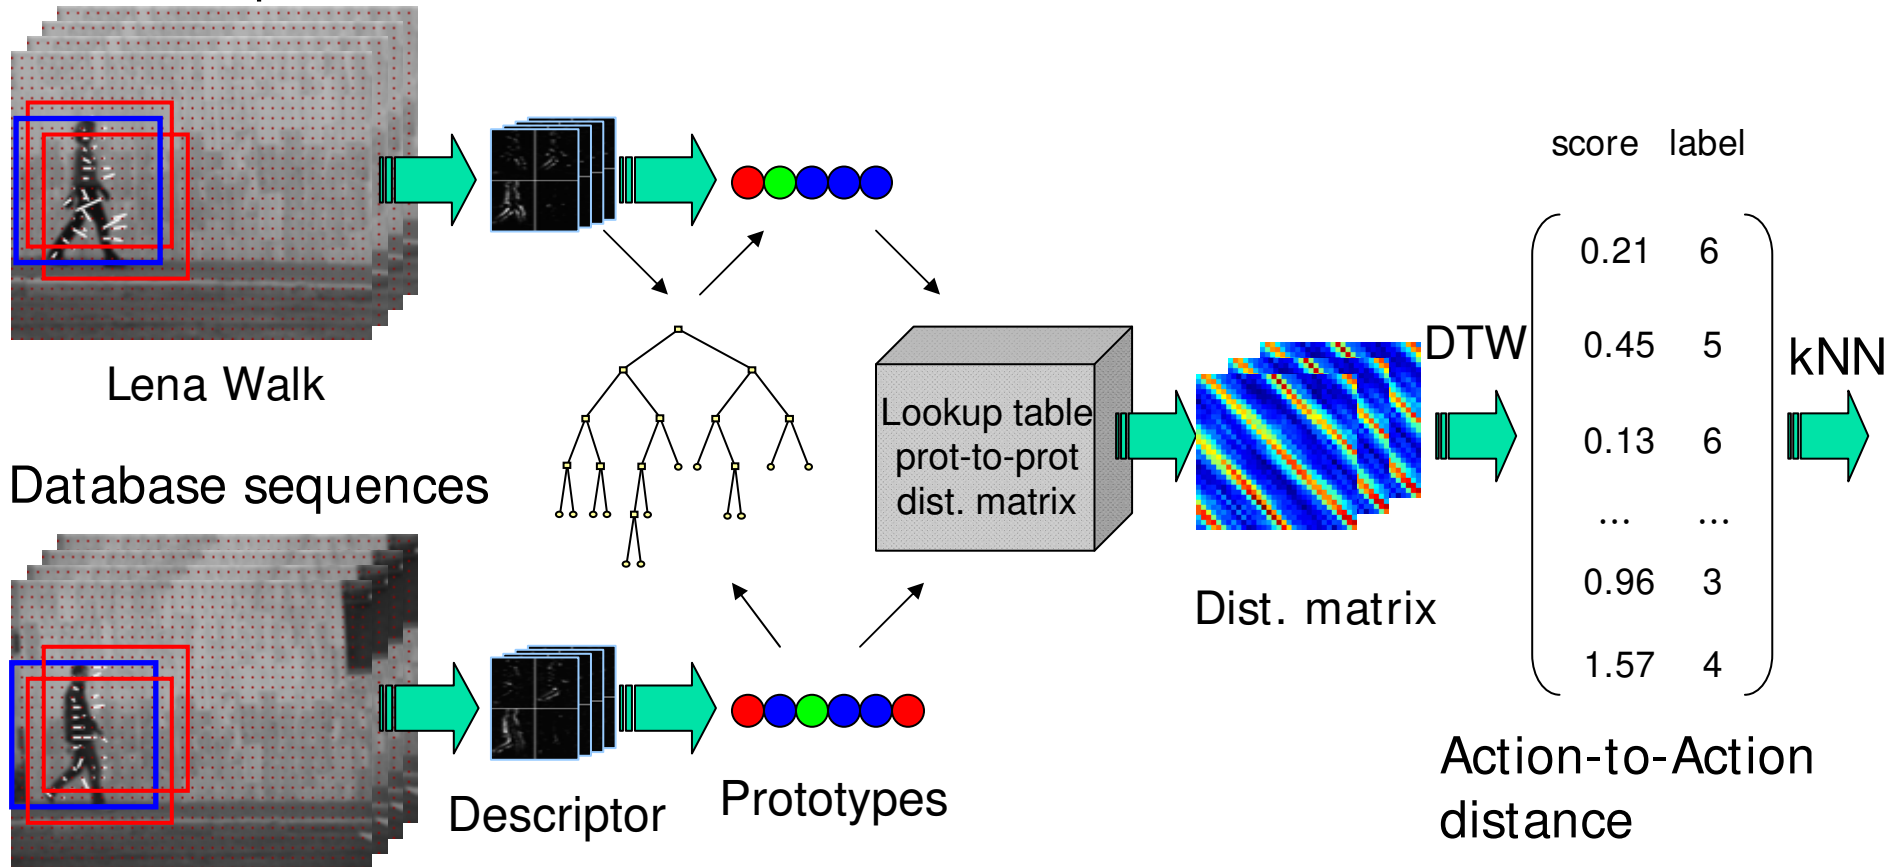 score label
0.21 6
0.45 5
0.13 6
... ...
0.96 3
1.57 4
Lena Walk
DTW
kNN
Lookup table
prot-to-prot
dist. matrix
Database sequences
Dist. matrix
Descriptor
Prototypes
Action-to-Action
distance